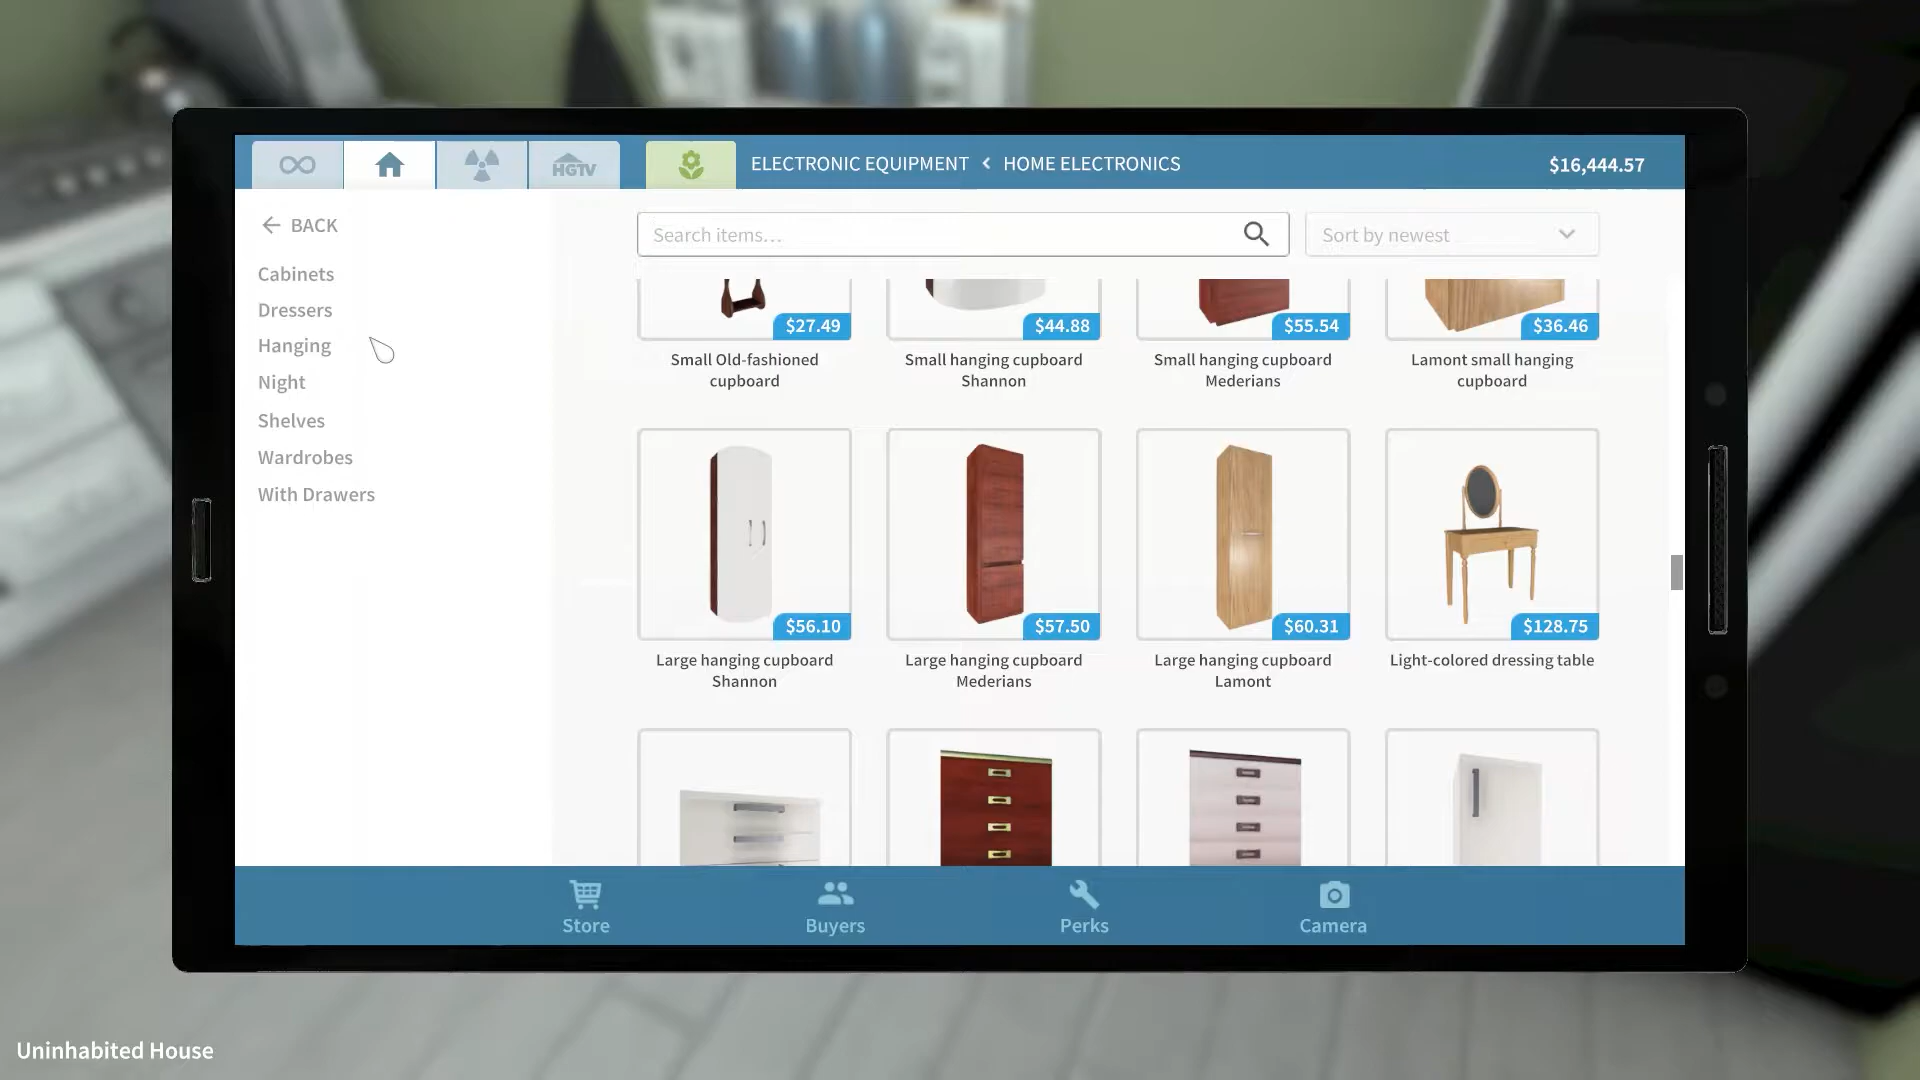 HGTV
ELECTRONIC EQUIPMENT < HOME ELECTRONICS
$16,444.57
BACK
Cabinets
Dressers
Hanging
Night
Shelves
Wardrobes
With Drawers
Search items...
Sort by newest
$27.49
$44.88
$55.54
$36.46
Small Old-fashioned
cupboard
Small hanging cupboard
Shannon
Small hanging cupboard
Mederians
Lamont small hanging
cupboard
$56.10
$57.50
$60.31
$128.75
Large hanging cupboard
Shannon
Large hanging cupboard
Mederians
Large hanging cupboard
Lamont
Light-colored dressing table
Store
Buyers
Perks
Camera
Uninhabited House